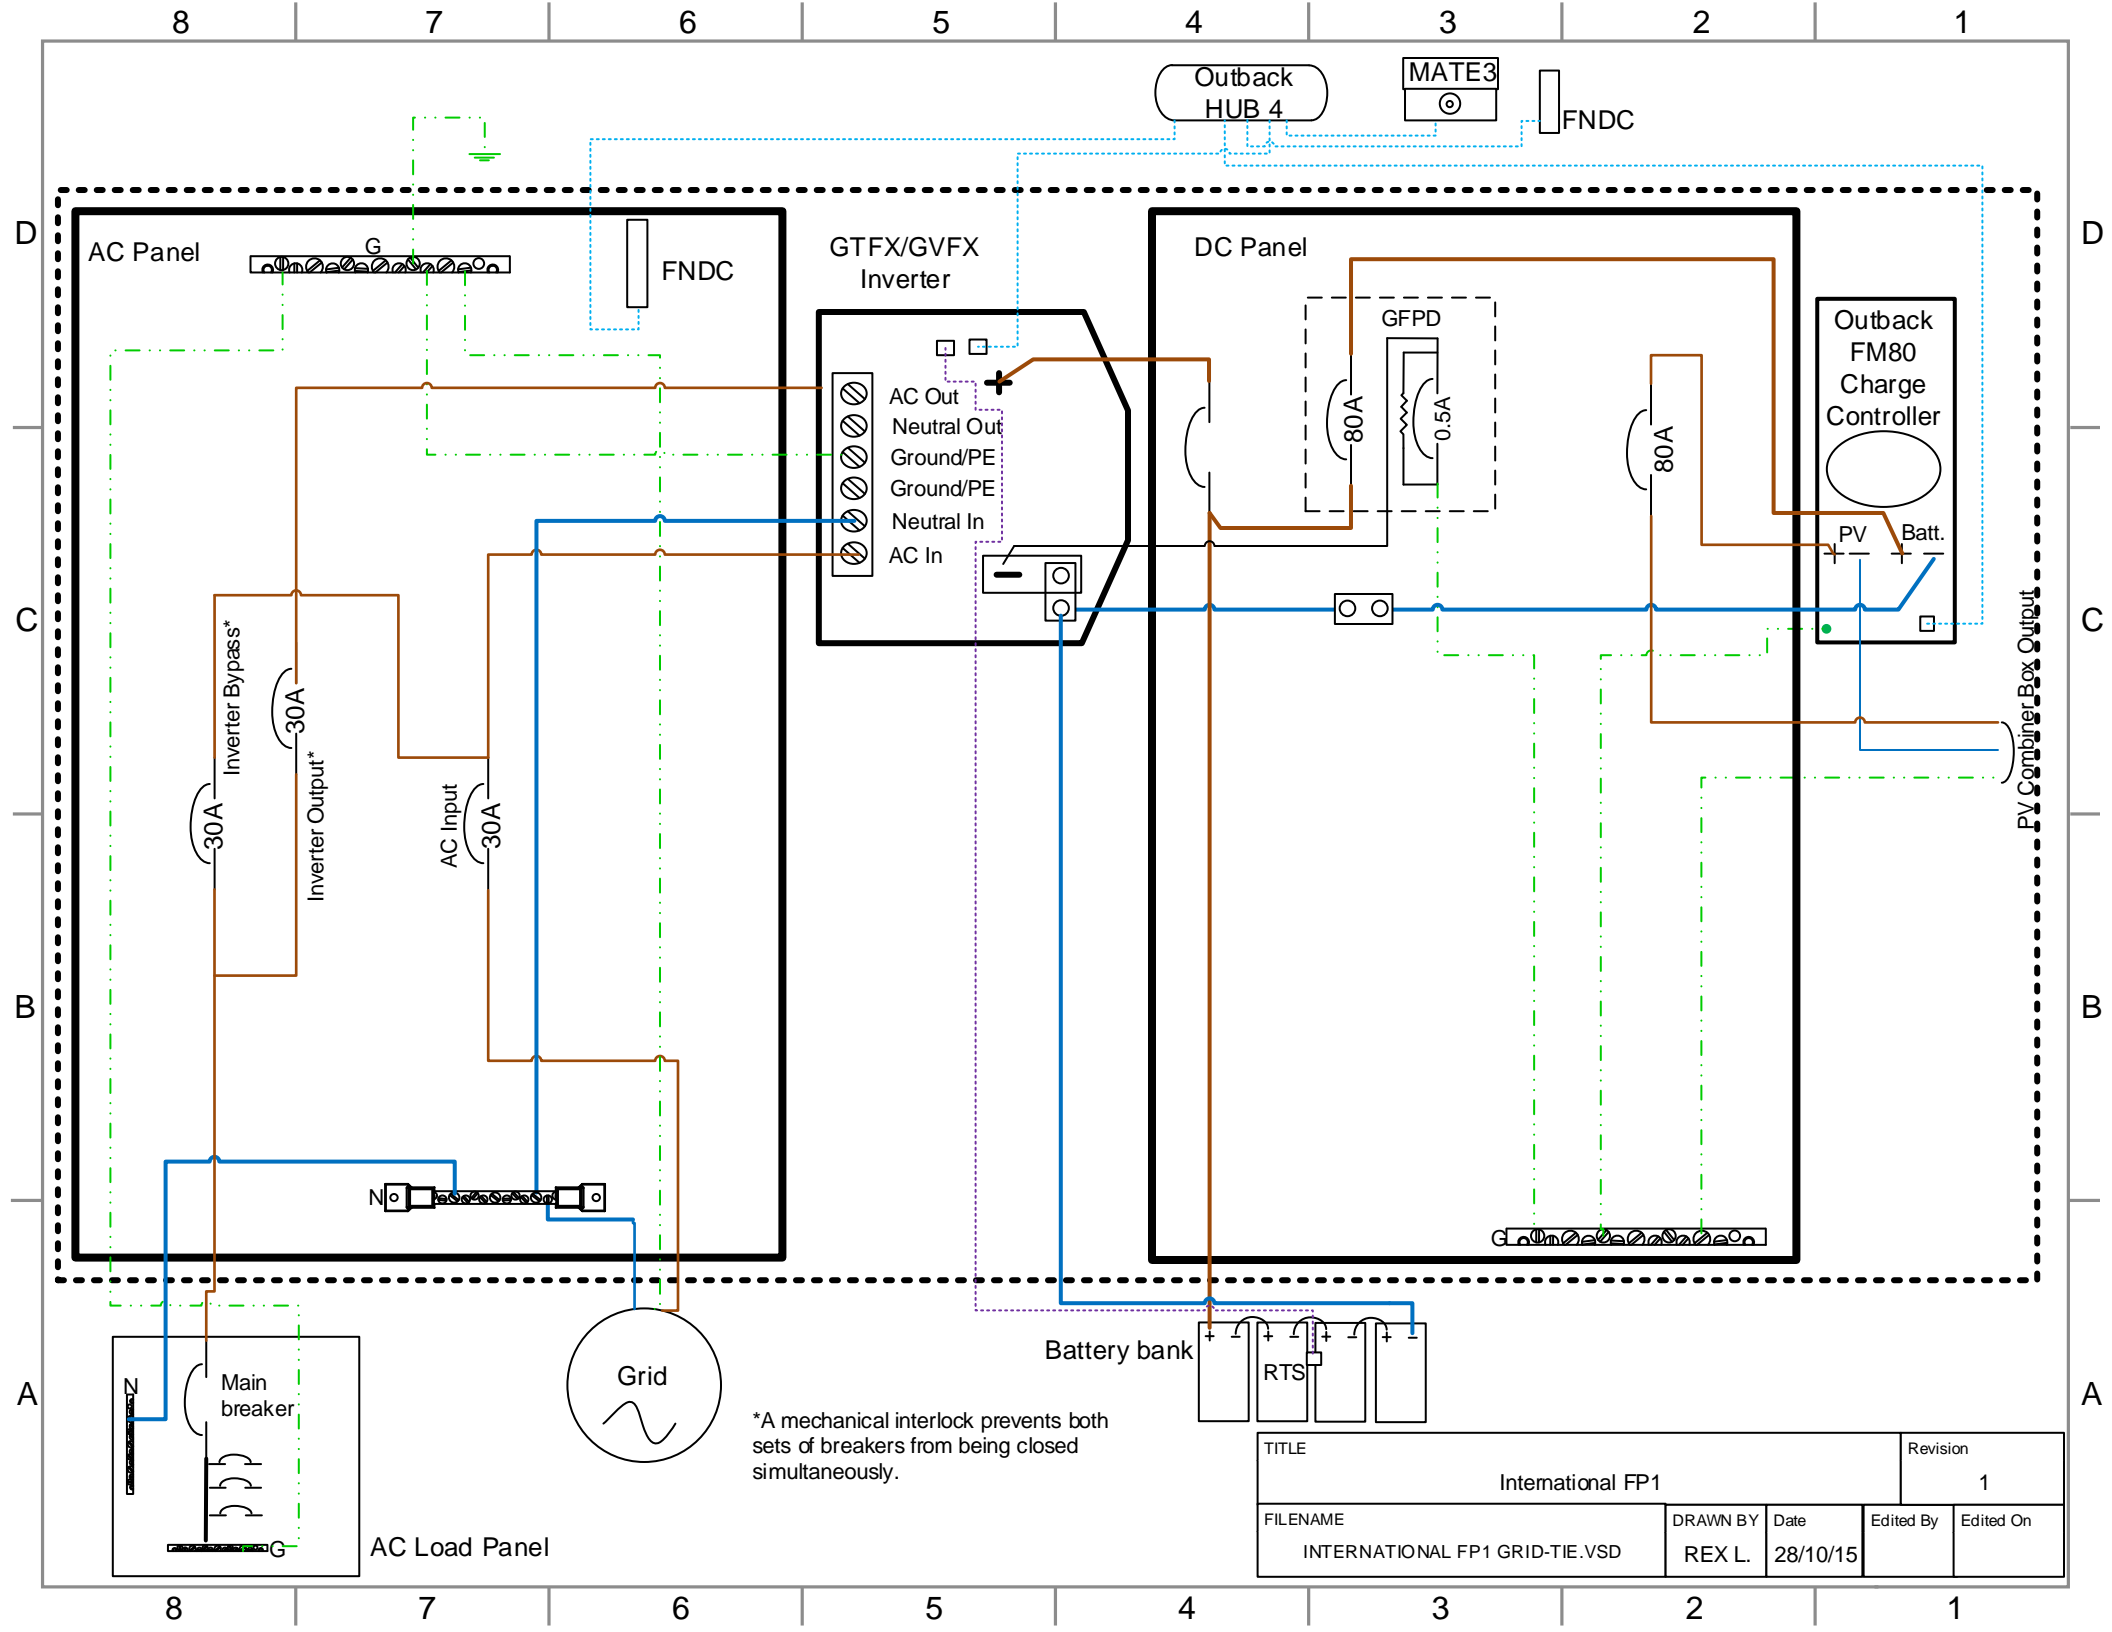 8 7 6 5 4 3 2 1
Outback
HUB 4
MATE3
FNDC
D
D
AC Panel
G
FNDC
GTFX/GVFX
Inverter
DC Panel
GFPD
80A
0.5A
80A
Outback
FM80
Charge
Controller
PV
Batt.
AC Out
Neutral Out
Ground/PE
Ground/PE
Neutral In
AC In
C
C
Inverter Bypass*
30A
Inverter Output*
30A
AC Input
30A
PV Combiner Box Output
B
B
N
G
Battery bank
+ − + − + − + −
RTS
Grid
A
A
N
Main
breaker
G
AC Load Panel
*A mechanical interlock prevents both
sets of breakers from being closed
simultaneously.
TITLE
International FP1
Revision
1
FILENAME
INTERNATIONAL FP1 GRID-TIE.VSD
DRAWN BY
REX L.
Date
28/10/15
Edited By
Edited On
8 7 6 5 4 3 2 1